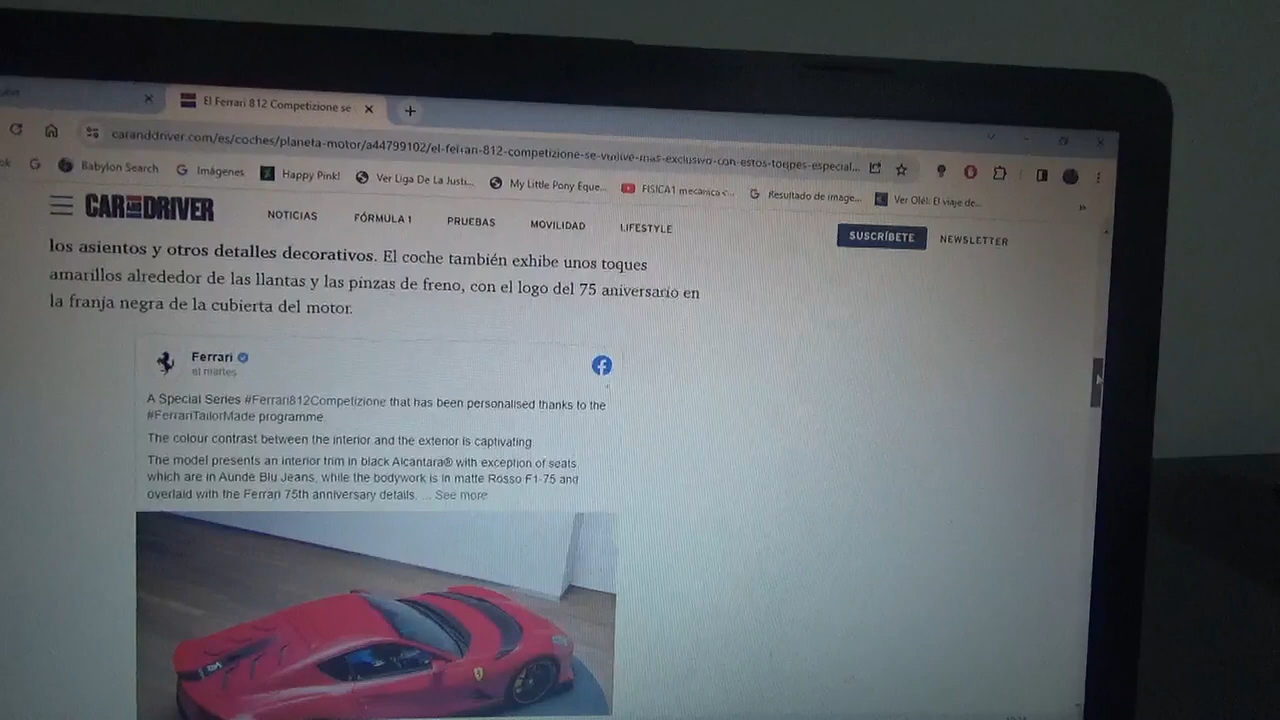 El Ferrari 812 Competizione se
caranddriver.com/es/coches/planeta-motor/a44799102/el-ferrari-812-competizione-se-vuelve-mas-exclusivo-con-estos-toques-especial...
Babylon Search Imágenes Happy Pink! Ver Liga De La Justi... My Little Pony Eque... FISICA1 mecanica c... Resultado de image... Ver Olé!: El viaje de...
CAR AND DRIVER NOTICIAS FÓRMULA 1 PRUEBAS MOVILIDAD LIFESTYLE SUSCRÍBETE NEWSLETTER
los asientos y otros detalles decorativos. El coche también exhibe unos toques
amarillos alrededor de las llantas y las pinzas de freno, con el logo del 75 aniversario en
la franja negra de la cubierta del motor.
Ferrari
el martes
A Special Series #Ferrari812Competizione that has been personalised thanks to the
#FerrariTailorMade programme
The colour contrast between the interior and the exterior is captivating
The model presents an interior trim in black Alcantara® with exception of seats
which are in Aunde Blu Jeans, while the bodywork is in matte Rosso F1-75 and
overlaid with the Ferrari 75th anniversary details. ... See more